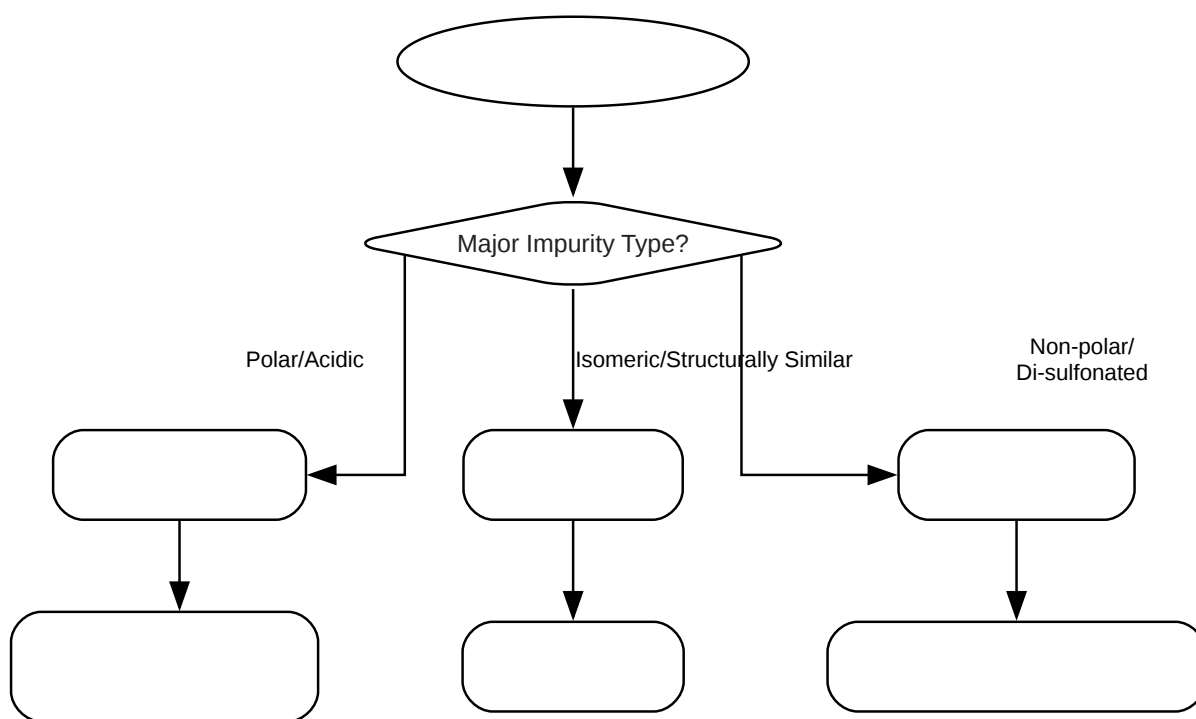 Major Impurity Type?
Polar/Acidic
Isomeric/Structurally Similar
Non-polar/
Di-sulfonated